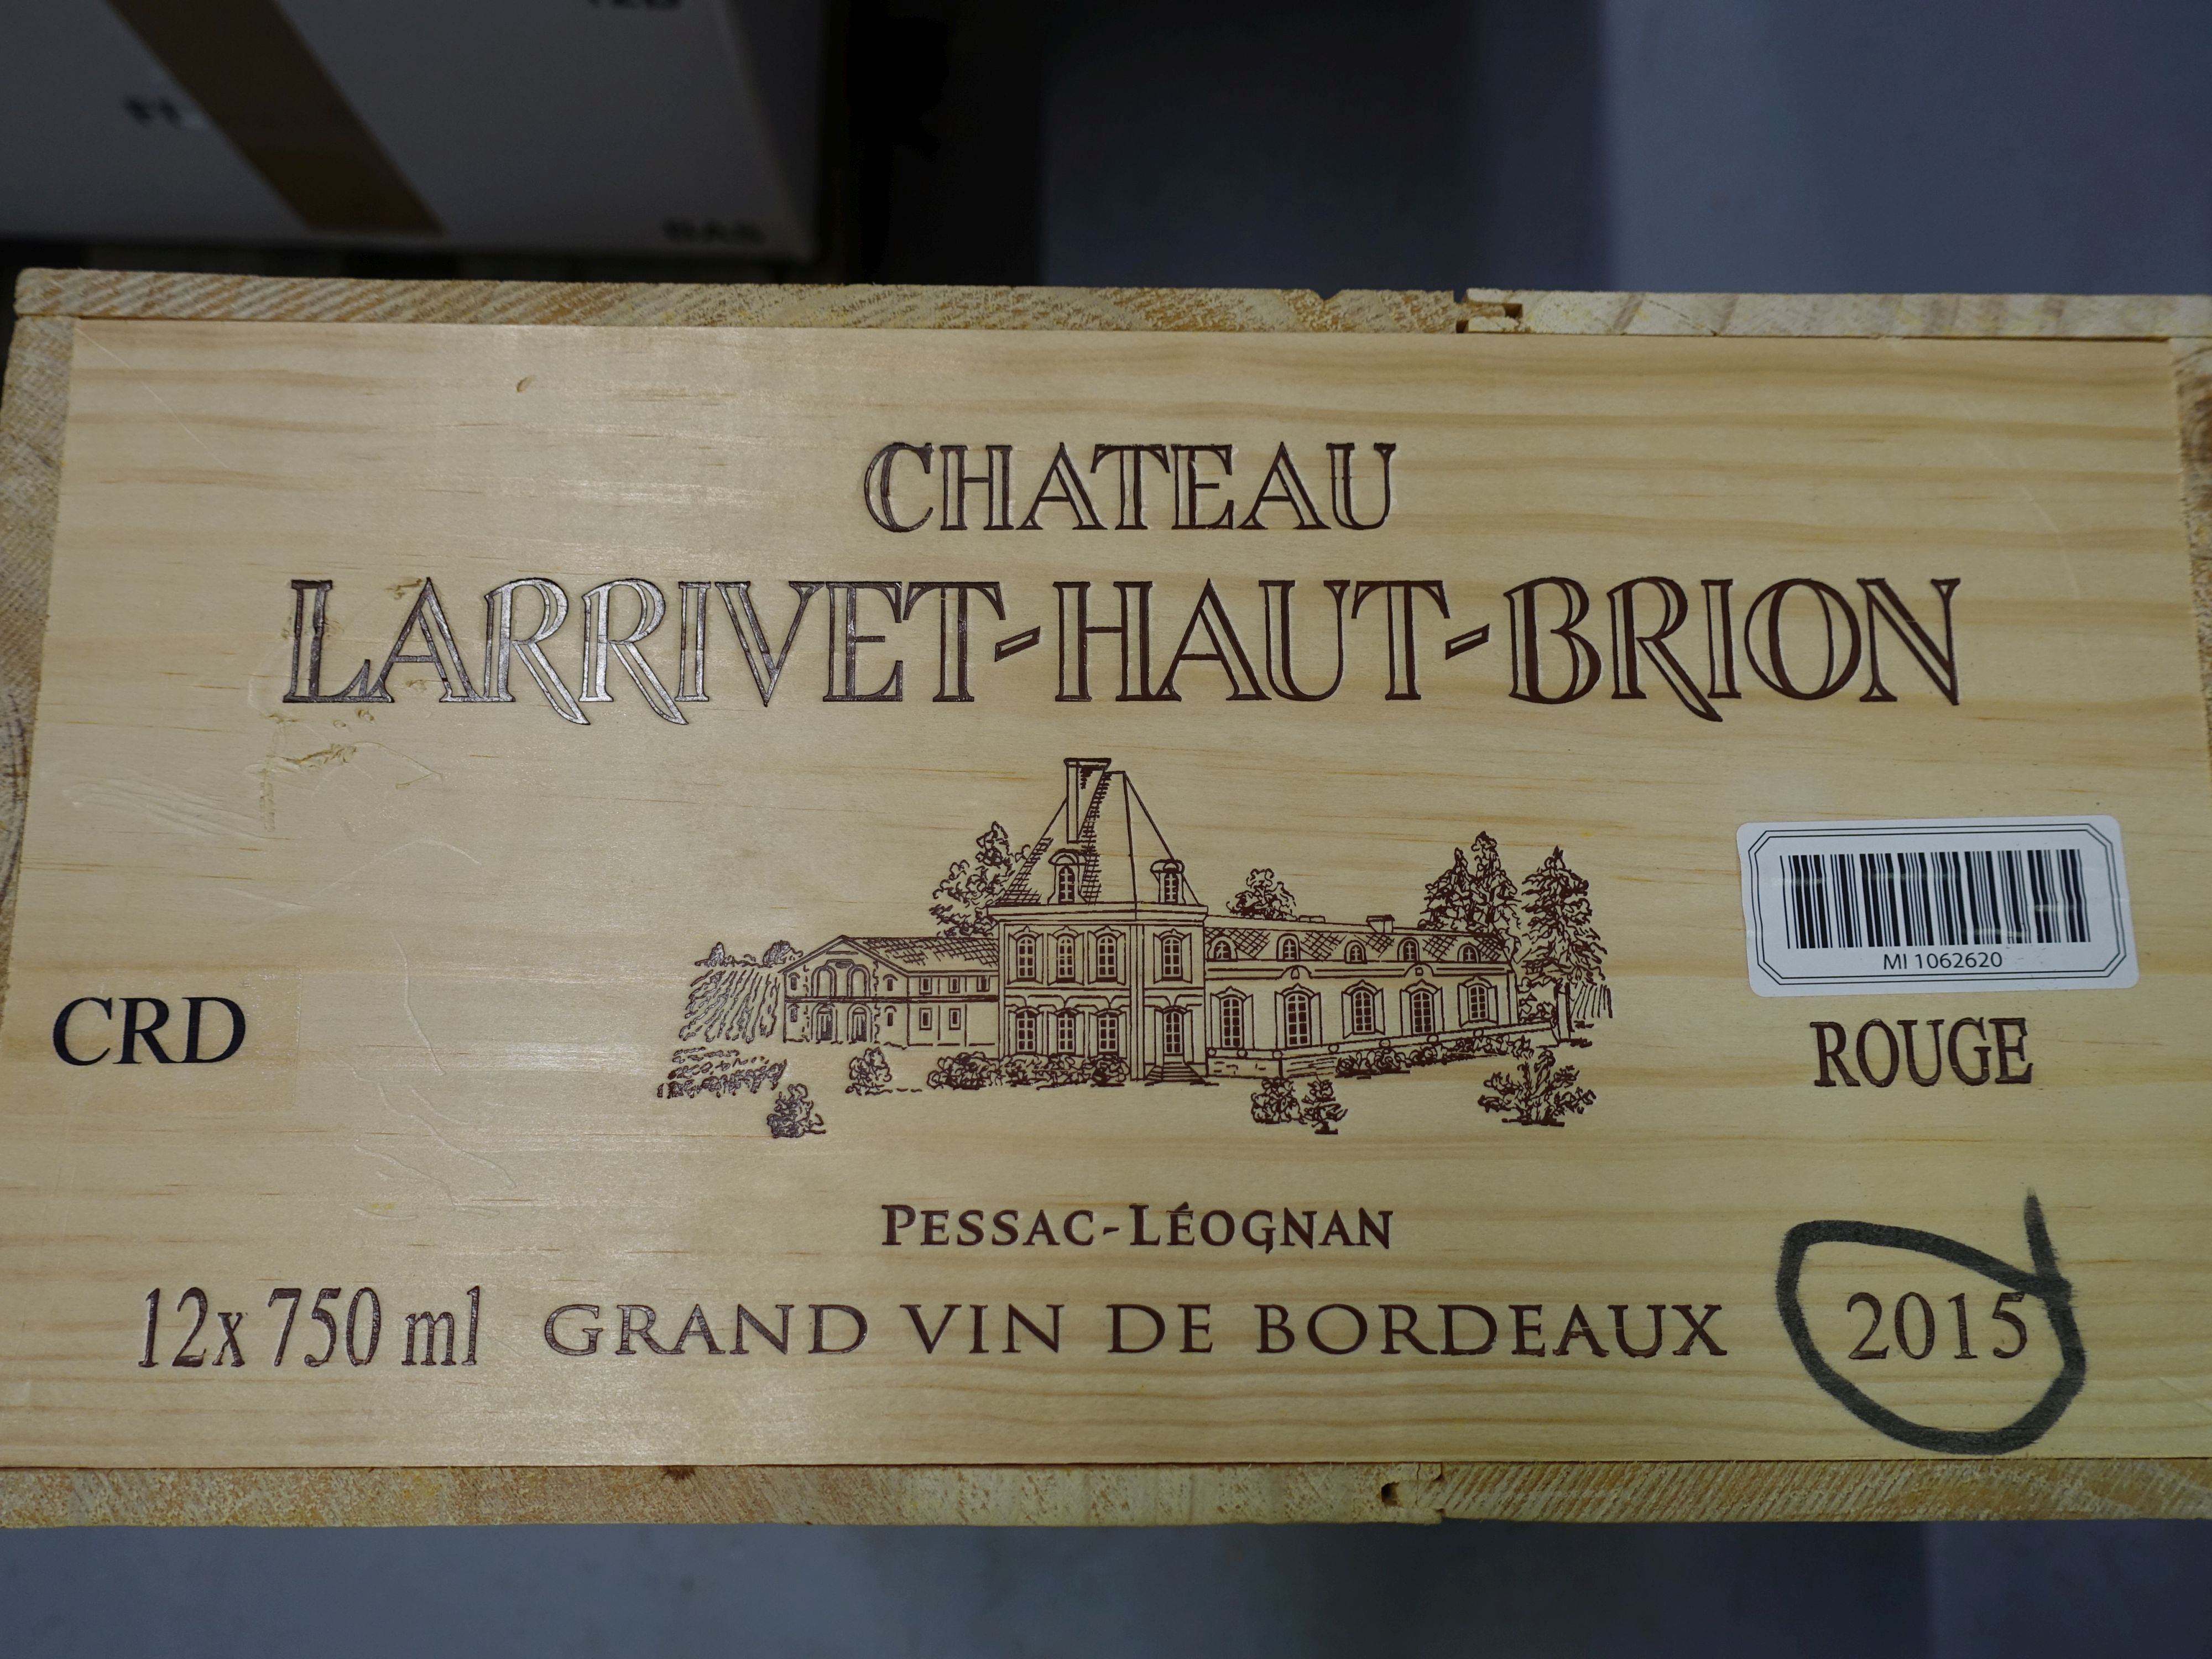 CHATEAU
LARRIVET-HAUT-BRION
MI 1062620
CRD
ROUGE
PESSAC-LÉOGNAN
12x 750 ml GRAND VIN DE BORDEAUX 2015